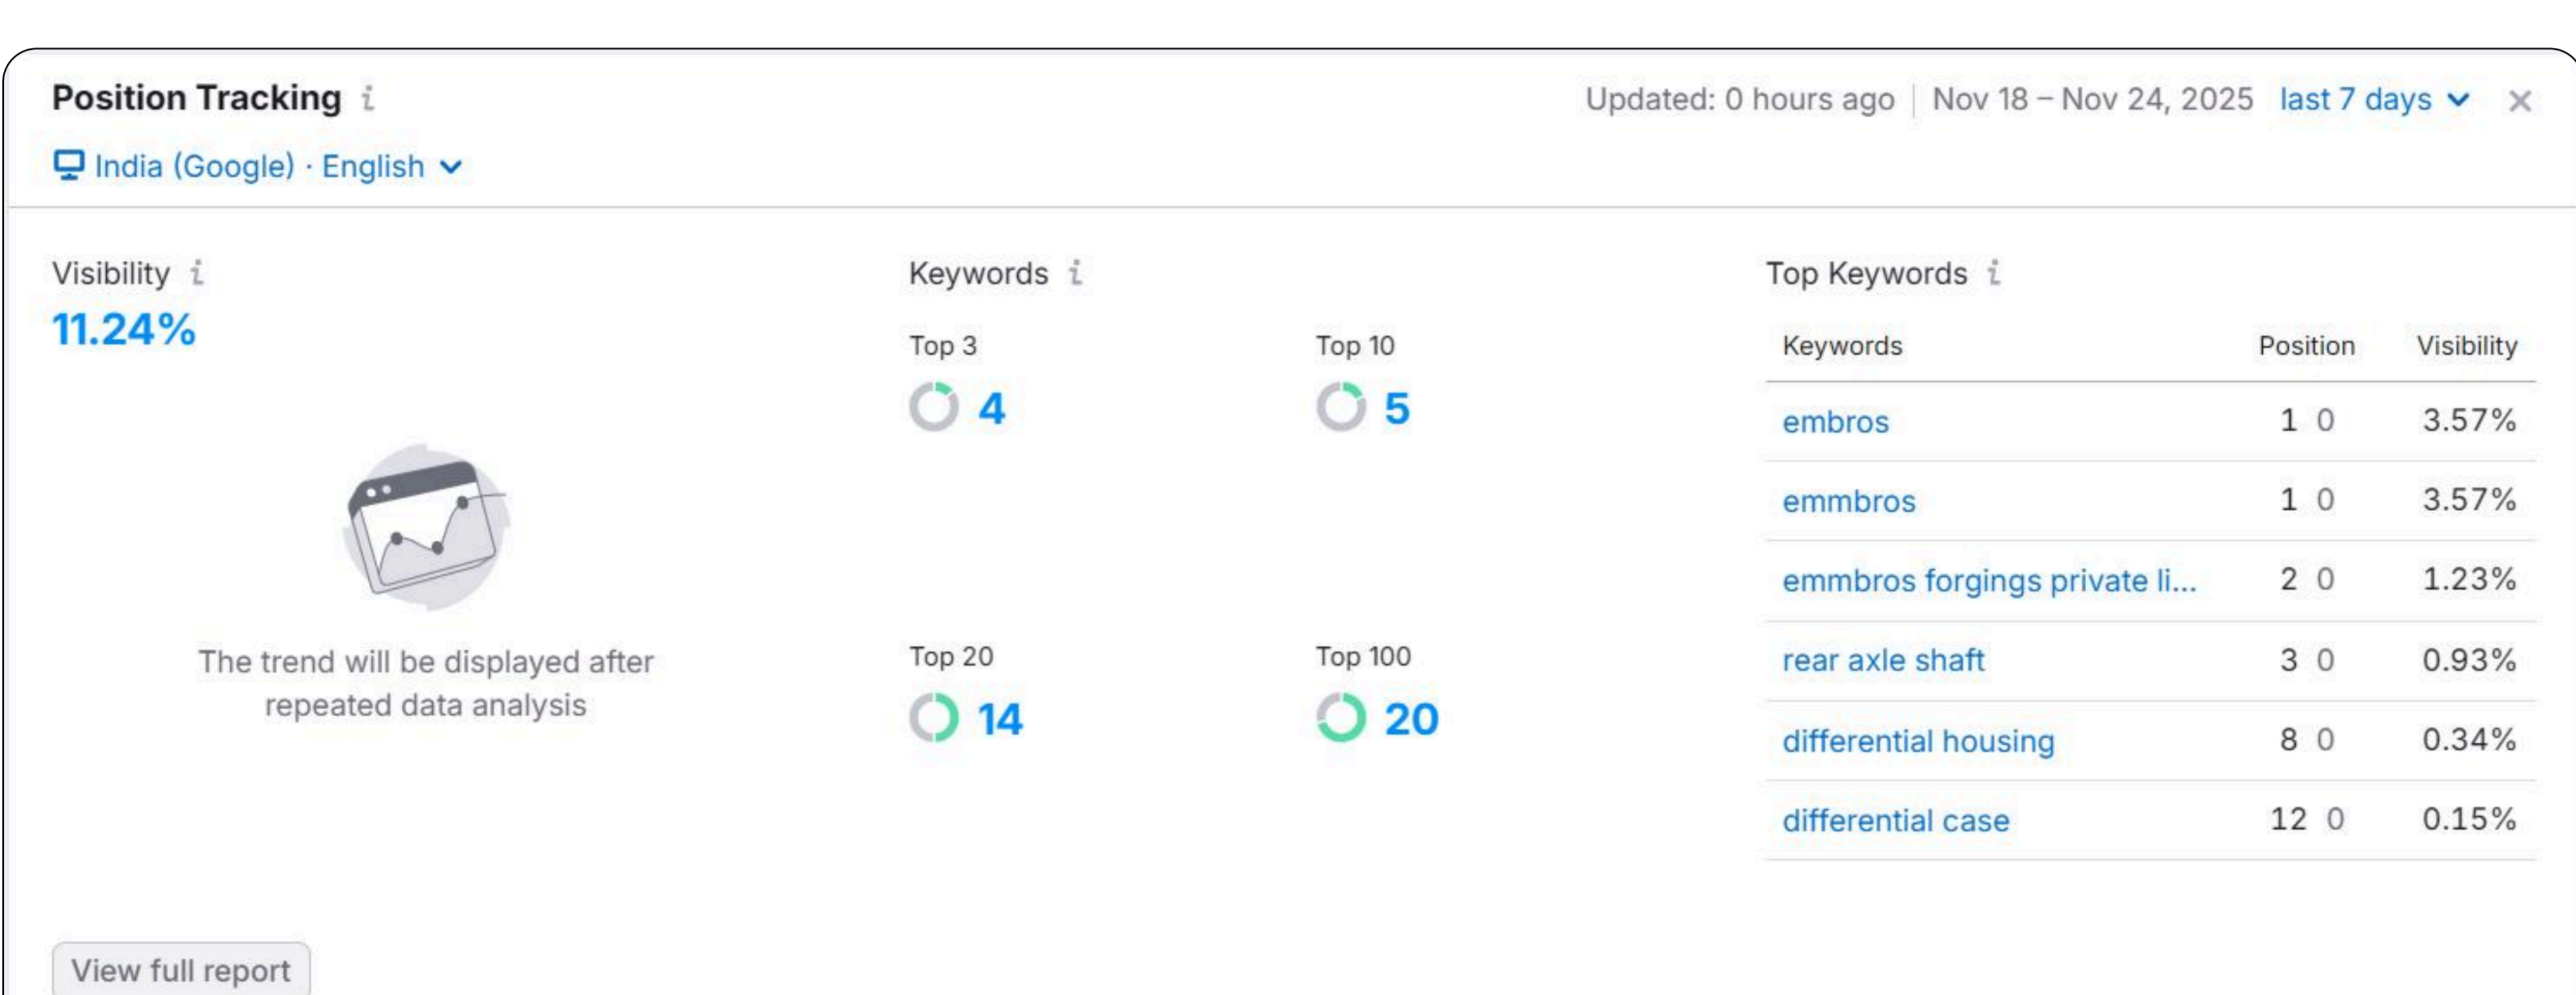 Position Tracking i
Updated: 0 hours ago | Nov 18 – Nov 24, 2025 last 7 days
India (Google) · English
Visibility i
11.24%
The trend will be displayed after
repeated data analysis
Keywords i
Top 3
4
Top 10
5
Top 20
14
Top 100
20
Top Keywords i
Keywords Position Visibility
embros 1 0 3.57%
emmbros 1 0 3.57%
emmbros forgings private li... 2 0 1.23%
rear axle shaft 3 0 0.93%
differential housing 8 0 0.34%
differential case 12 0 0.15%
View full report